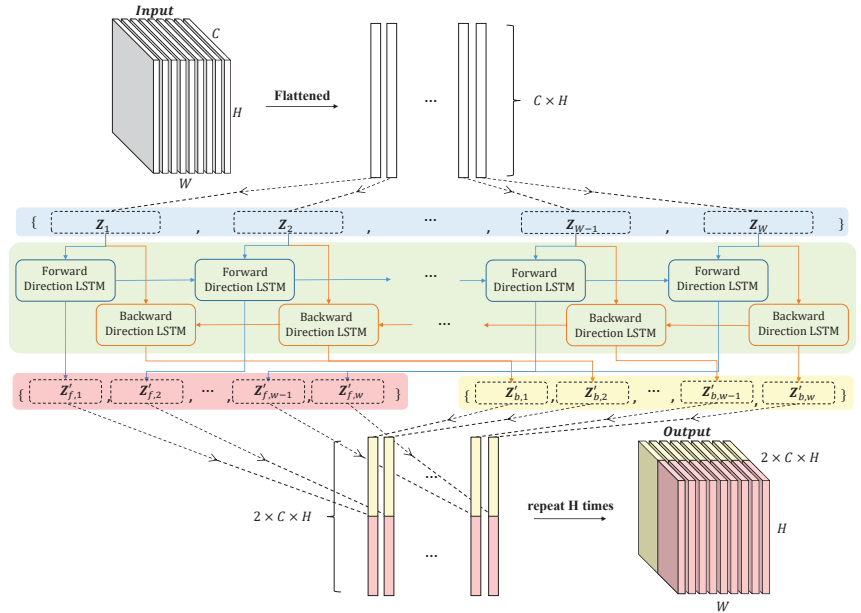 Input
C
H
W
Flattened
...
C × H
{ Z₁ , Z₂ , ... , Z_{W−1} , Z_W }
Forward
Direction LSTM
Forward
Direction LSTM
...
Forward
Direction LSTM
Forward
Direction LSTM
Backward
Direction LSTM
Backward
Direction LSTM
...
Backward
Direction LSTM
Backward
Direction LSTM
{ Z′_{f,1} , Z′_{f,2} , ... , Z′_{f,w−1} , Z′_{f,w} }
{ Z′_{b,1} , Z′_{b,2} , ... , Z′_{b,w−1} , Z′_{b,w} }
2 × C × H
...
...
repeat H times
Output
2 × C × H
H
W